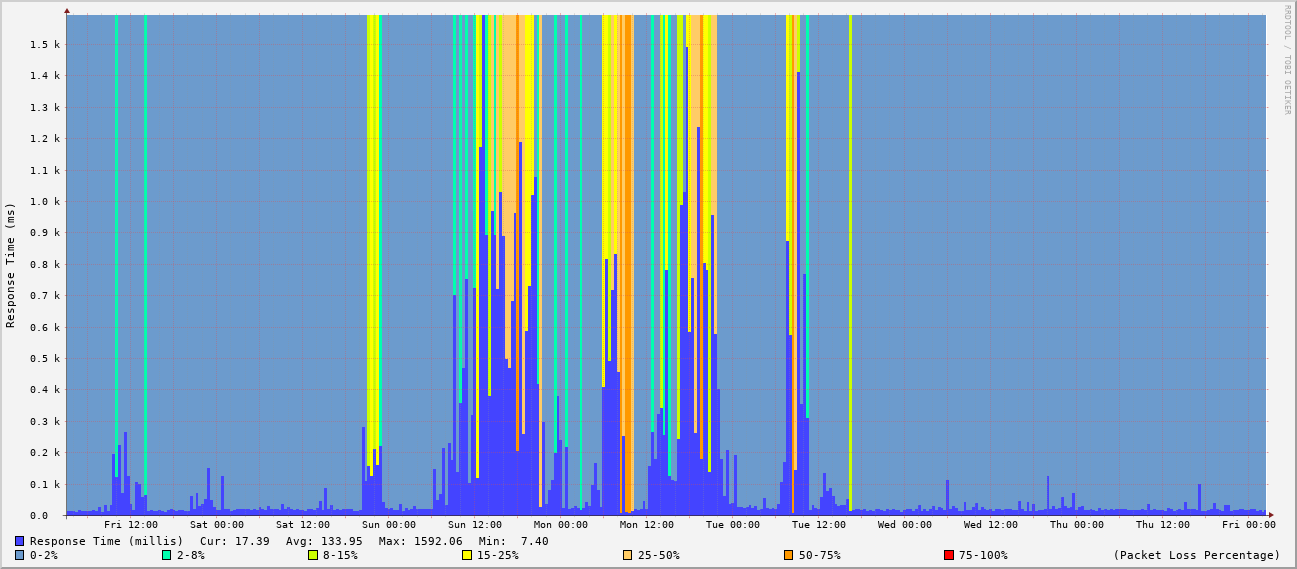 RRDTOOL / TOBI OETIKER
Response Time (ms)
1.5 k
1.4 k
1.3 k
1.2 k
1.1 k
1.0 k
0.9 k
0.8 k
0.7 k
0.6 k
0.5 k
0.4 k
0.3 k
0.2 k
0.1 k
0.0
Fri 12:00 Sat 00:00 Sat 12:00 Sun 00:00 Sun 12:00 Mon 00:00 Mon 12:00 Tue 00:00 Tue 12:00 Wed 00:00 Wed 12:00 Thu 00:00 Thu 12:00 Fri 00:00
Response Time (millis) Cur: 17.39 Avg: 133.95 Max: 1592.06 Min: 7.40
0-2% 2-8% 8-15% 15-25% 25-50% 50-75% 75-100% (Packet Loss Percentage)